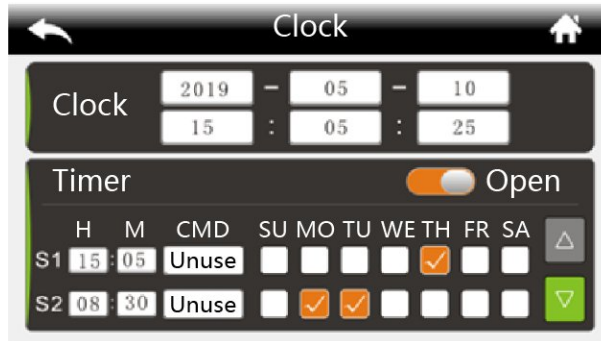 Clock
Clock 2019 – 05 – 10
15 : 05 : 25
Timer Open
H M CMD SU MO TU WE TH FR SA
S1 15:05 Unuse
S2 08:30 Unuse